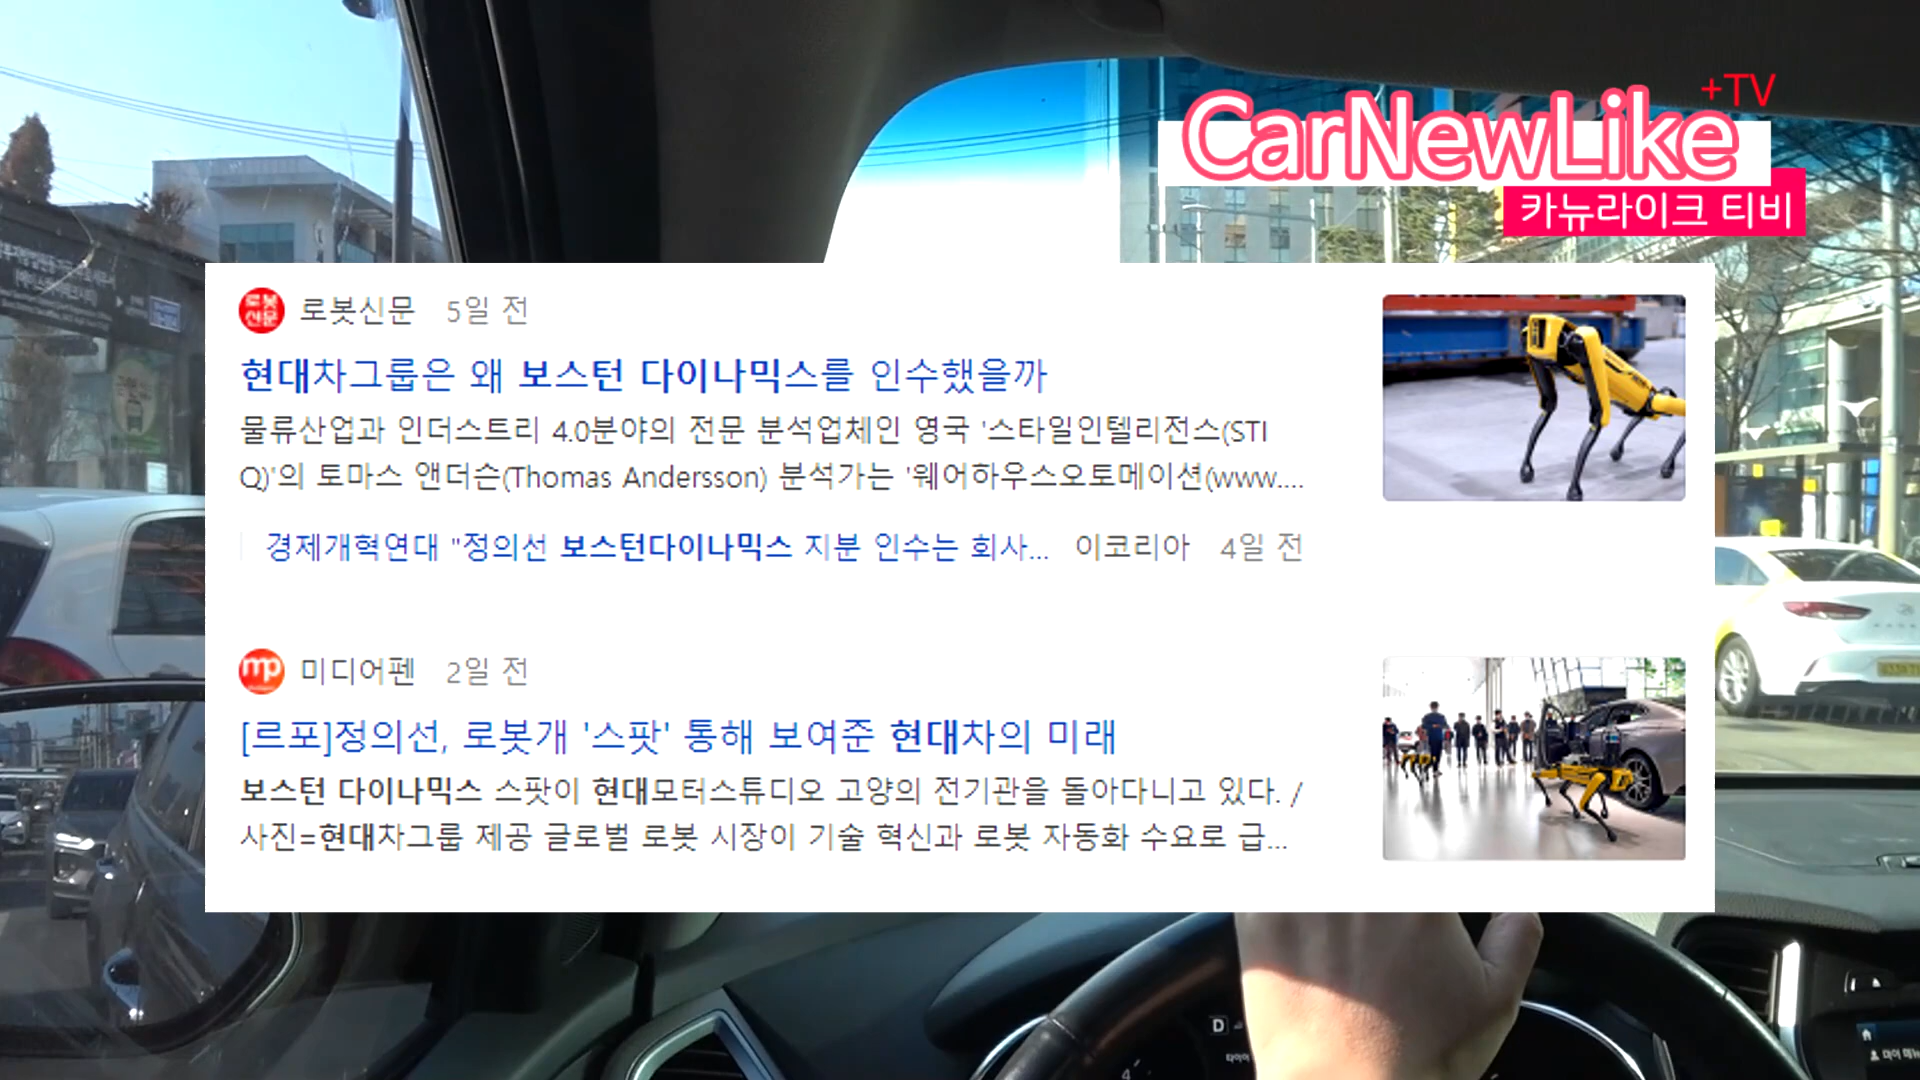 +TV
CarNewLike
카뉴라이크 티비
로봇신문
로봇신문 5일 전
현대차그룹은 왜 보스턴 다이나믹스를 인수했을까
물류산업과 인더스트리 4.0분야의 전문 분석업체인 영국 '스타일인텔리전스(STI
Q)'의 토마스 앤더슨(Thomas Andersson) 분석가는 '웨어하우스오토메이션(www....
경제개혁연대 "정의선 보스턴다이나믹스 지분 인수는 회사... 이코리아 4일 전
mp
미디어펜 2일 전
[르포]정의선, 로봇개 '스팟' 통해 보여준 현대차의 미래
보스턴 다이나믹스 스팟이 현대모터스튜디오 고양의 전기관을 돌아다니고 있다. /
사진=현대차그룹 제공 글로벌 로봇 시장이 기술 혁신과 로봇 자동화 수요로 급...
D
4
마이 메뉴